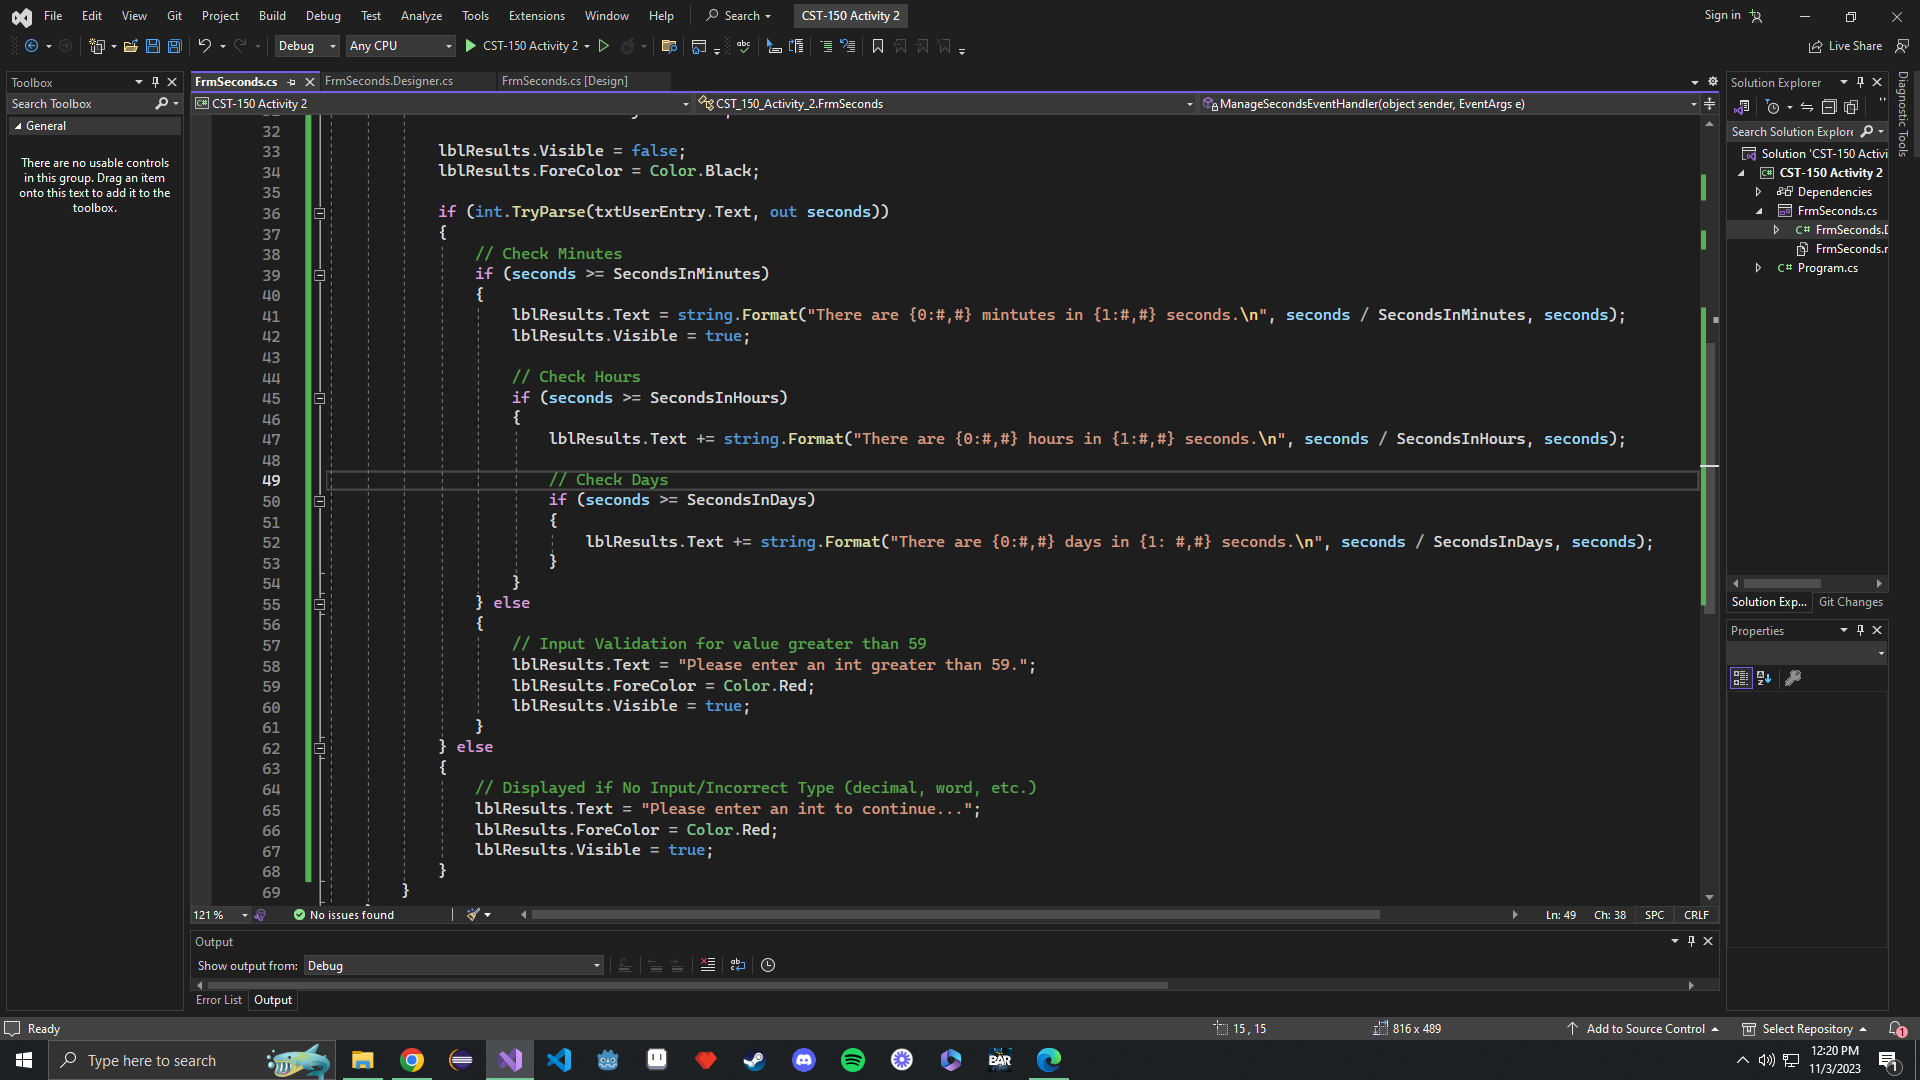 File Edit View Git Project Build Debug Test Analyze Tools Extensions Window Help Search CST-150 Activity 2 Sign in
Debug Any CPU CST-150 Activity 2 Live Share
Toolbox
Search Toolbox
General
There are no usable controls
in this group. Drag an item
onto this text to add it to the
toolbox.
FrmSeconds.cs FrmSeconds.Designer.cs FrmSeconds.cs [Design]
CST-150 Activity 2 CST_150_Activity_2.FrmSeconds ManageSecondsEventHandler(object sender, EventArgs e)
32
33 lblResults.Visible = false;
34 lblResults.ForeColor = Color.Black;
35
36 if (int.TryParse(txtUserEntry.Text, out seconds))
37 {
38 // Check Minutes
39 if (seconds >= SecondsInMinutes)
40 {
41 lblResults.Text = string.Format("There are {0:#,#} mintutes in {1:#,#} seconds.\n", seconds / SecondsInMinutes, seconds);
42 lblResults.Visible = true;
43
44 // Check Hours
45 if (seconds >= SecondsInHours)
46 {
47 lblResults.Text += string.Format("There are {0:#,#} hours in {1:#,#} seconds.\n", seconds / SecondsInHours, seconds);
48
49 // Check Days
50 if (seconds >= SecondsInDays)
51 {
52 lblResults.Text += string.Format("There are {0:#,#} days in {1: #,#} seconds.\n", seconds / SecondsInDays, seconds);
53 }
54 }
55 } else
56 {
57 // Input Validation for value greater than 59
58 lblResults.Text = "Please enter an int greater than 59.";
59 lblResults.ForeColor = Color.Red;
60 lblResults.Visible = true;
61 }
62 } else
63 {
64 // Displayed if No Input/Incorrect Type (decimal, word, etc.)
65 lblResults.Text = "Please enter an int to continue...";
66 lblResults.ForeColor = Color.Red;
67 lblResults.Visible = true;
68 }
69 }
121 % No issues found Ln: 49 Ch: 38 SPC CRLF
Output
Show output from: Debug
Error List Output
Solution Explorer
Search Solution Explore
Solution 'CST-150 Activi
CST-150 Activity 2
Dependencies
FrmSeconds.cs
C# FrmSeconds.D
FrmSeconds.r
C# Program.cs
Solution Exp... Git Changes
Properties
Diagnostic Tools
Ready 15 , 15 816 x 489 Add to Source Control Select Repository 1
Type here to search BAR 12:20 PM
11/3/2023 1